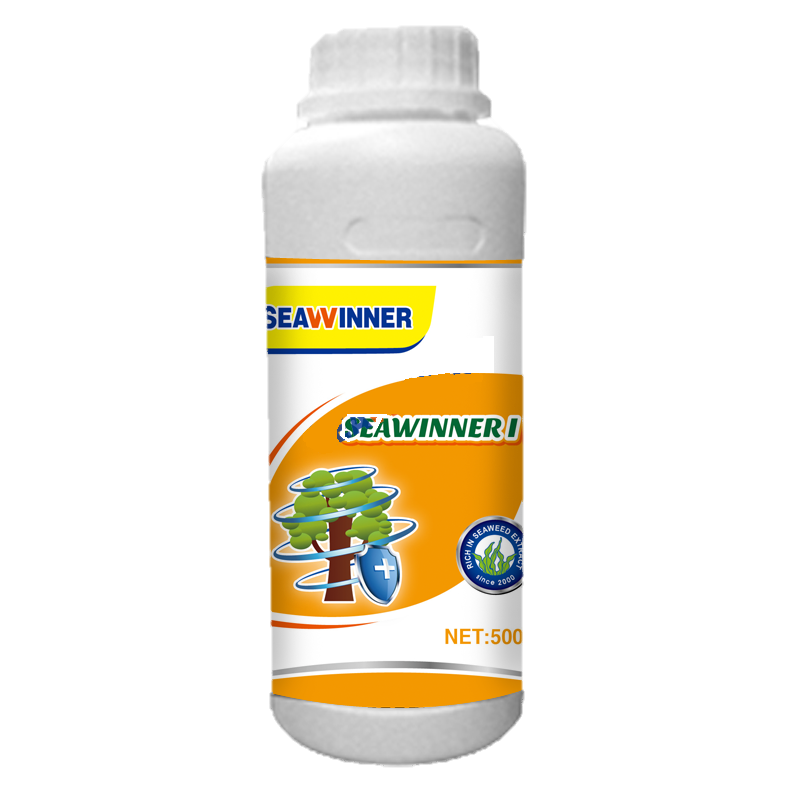 SEAWINNER
SEAWINNER I
RICH IN SEAWEED EXTRACT
since 2000
NET:500